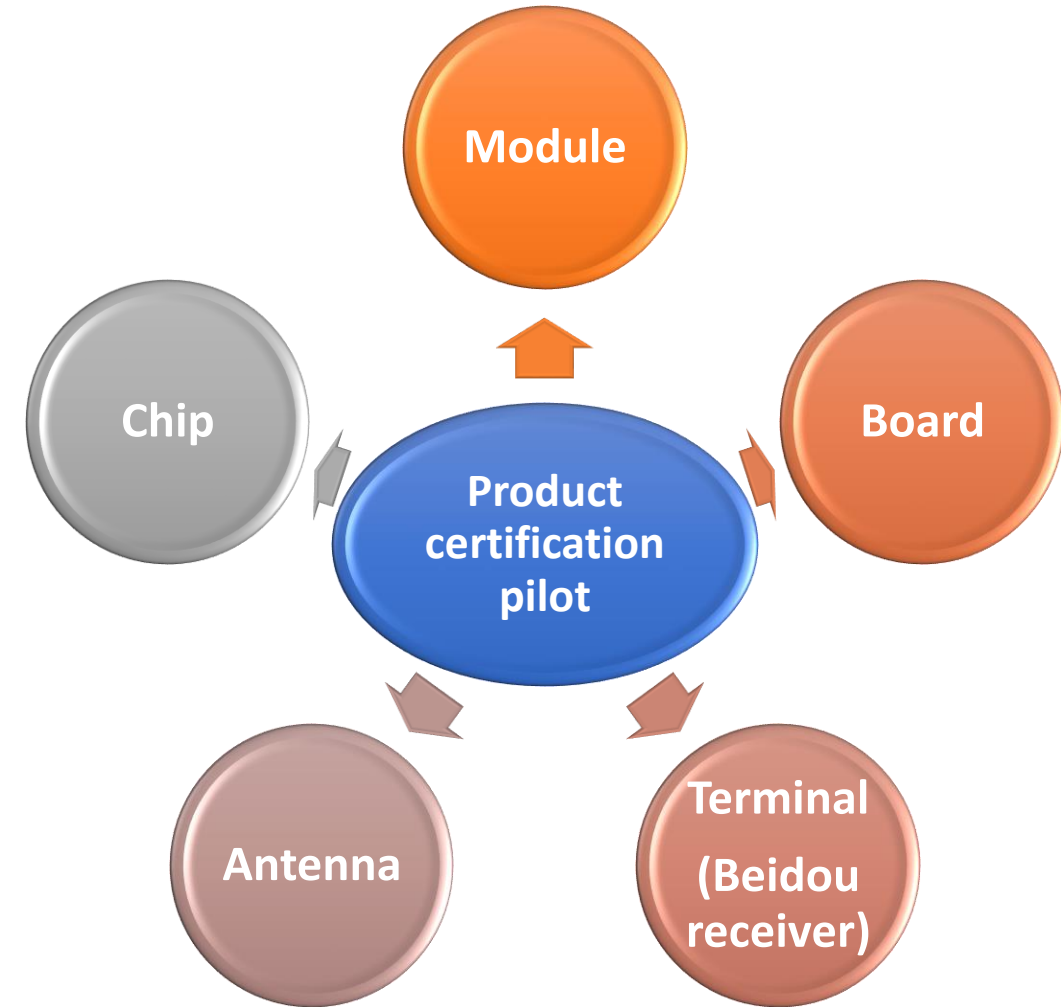 Module
Chip
Board
Product
certification
pilot
Antenna
Terminal
(Beidou
receiver)